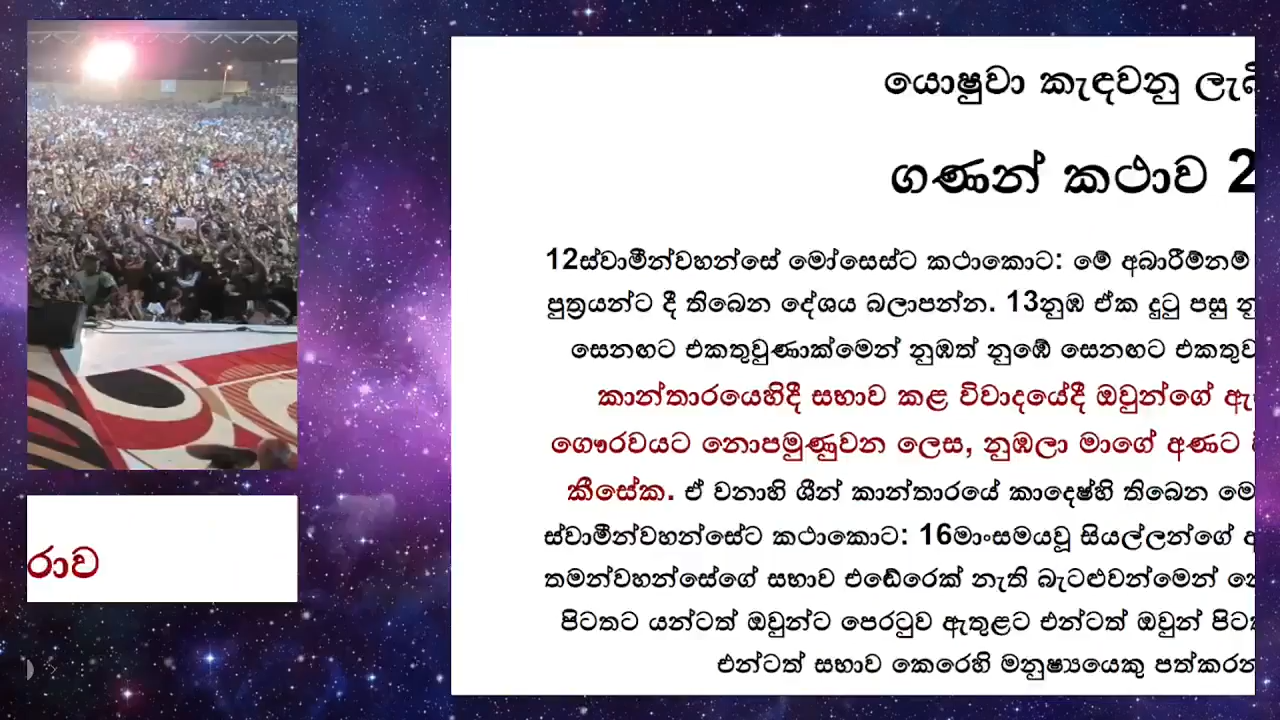 යොෂුවා කැඳවනු
ගණන් කථාව 2
12ස්වාමීන්වහන්සේ මෝසෙස්ට කථාකොට: මේ අබාරීම්නම්
පුත්‍රයන්ට දී තිබෙන දේශය බලාපන්න. 13නුඹ ඒක දුටු පසු
සෙනඟට එකතුවුණාක්මෙන් නුඹත් නුඹේ සෙනඟට
කාන්තාරයෙහිදී සභාව කළ විවාදයේදී ඔවුන්ගේ
ගෞරවයට නොපමුණුවන ලෙස, නුඹලා මාගේ අණට
කීසේක. ඒ වනාහි ශීන් කාන්තාරයේ කාදෙෂ්හි තිබෙන
ස්වාමීන්වහන්සේට කථාකොට: 16මාංසමයවූ සියල්ලන්ගේ
තමන්වහන්සේගේ සභාව එඬේරෙක් නැති බැටළුවන්මෙන්
පිටතට යන්ටත් ඔවුන්ට පෙරටුව ඇතුළට එන්ටත් ඔවුන්
එන්ටත් සභාව කෙරෙහි මනුෂ්‍යයෙකු
රාව